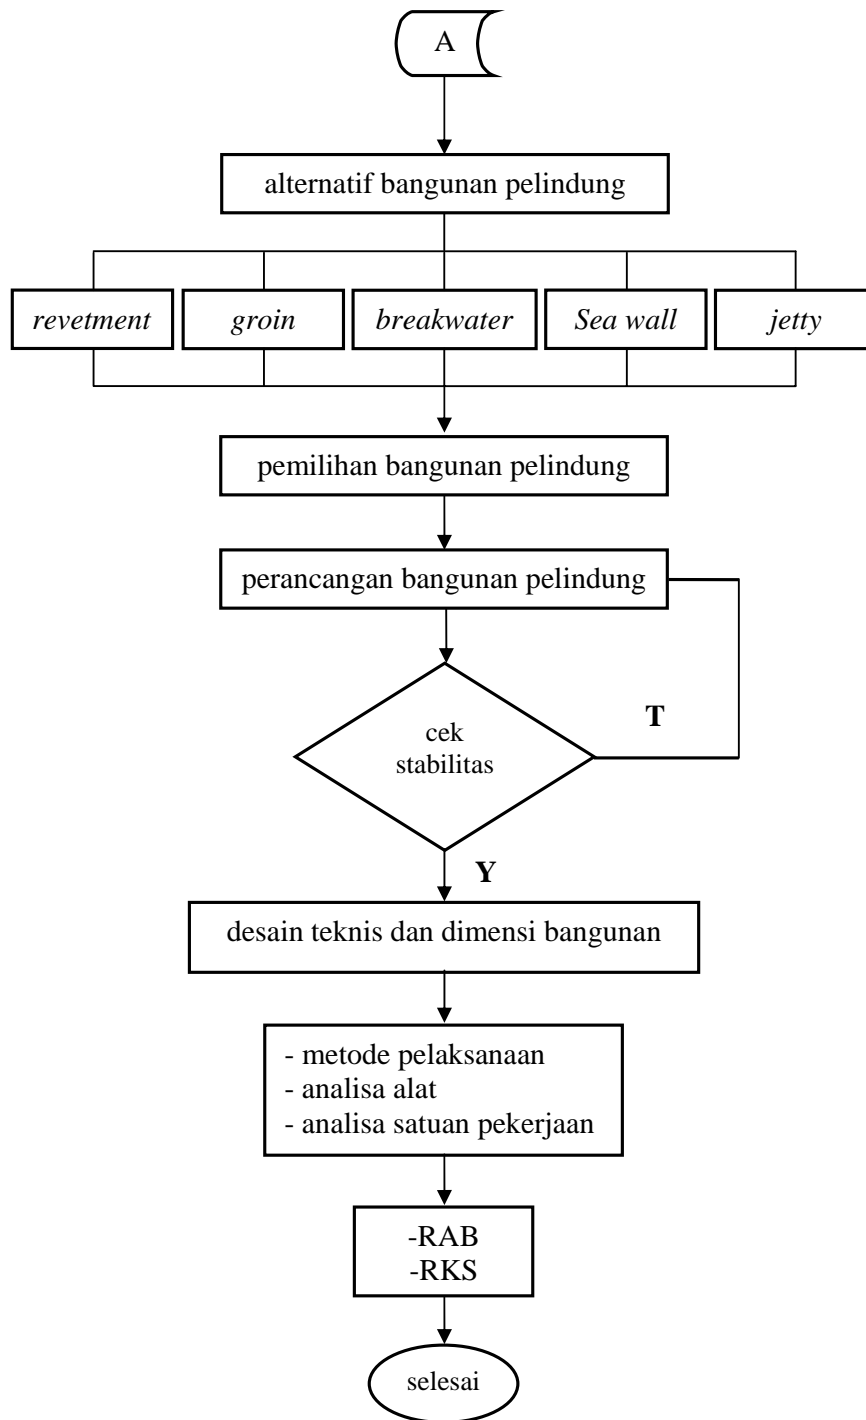 A
alternatif bangunan pelindung
revetment
groin
breakwater
Sea wall
jetty
pemilihan bangunan pelindung
perancangan bangunan pelindung
T
cek
stabilitas
Y
desain teknis dan dimensi bangunan
- metode pelaksanaan
- analisa alat
- analisa satuan pekerjaan
-RAB
-RKS
selesai